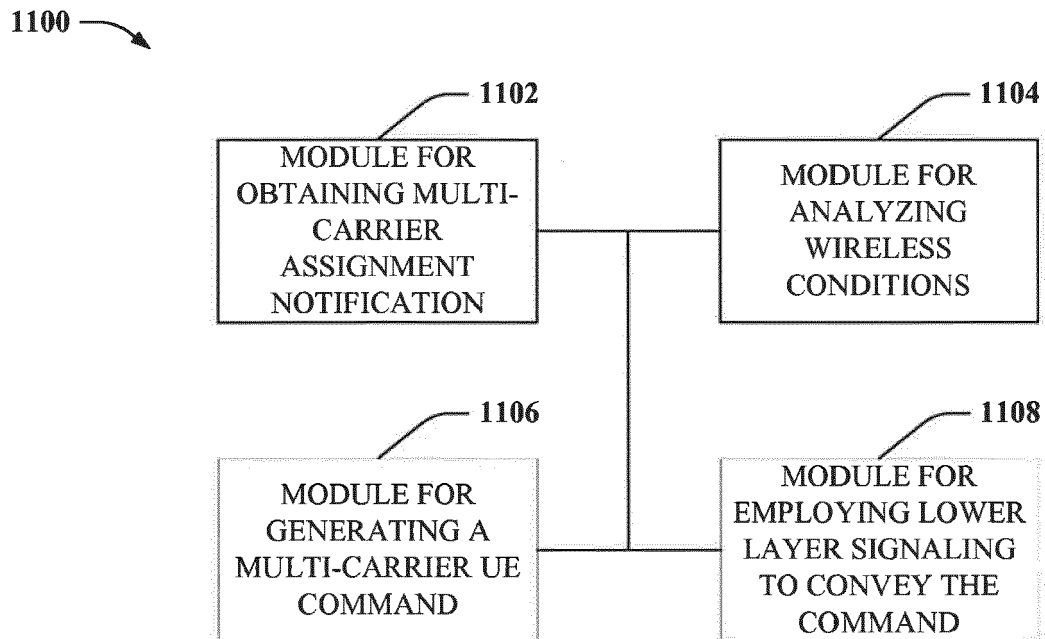 1100
1102
1104
MODULE FOR
OBTAINING MULTI-
CARRIER
ASSIGNMENT
NOTIFICATION
MODULE FOR
ANALYZING
WIRELESS
CONDITIONS
1106
1108
MODULE FOR
GENERATING A
MULTI-CARRIER UE
COMMAND
MODULE FOR
EMPLOYING LOWER
LAYER SIGNALING
TO CONVEY THE
COMMAND